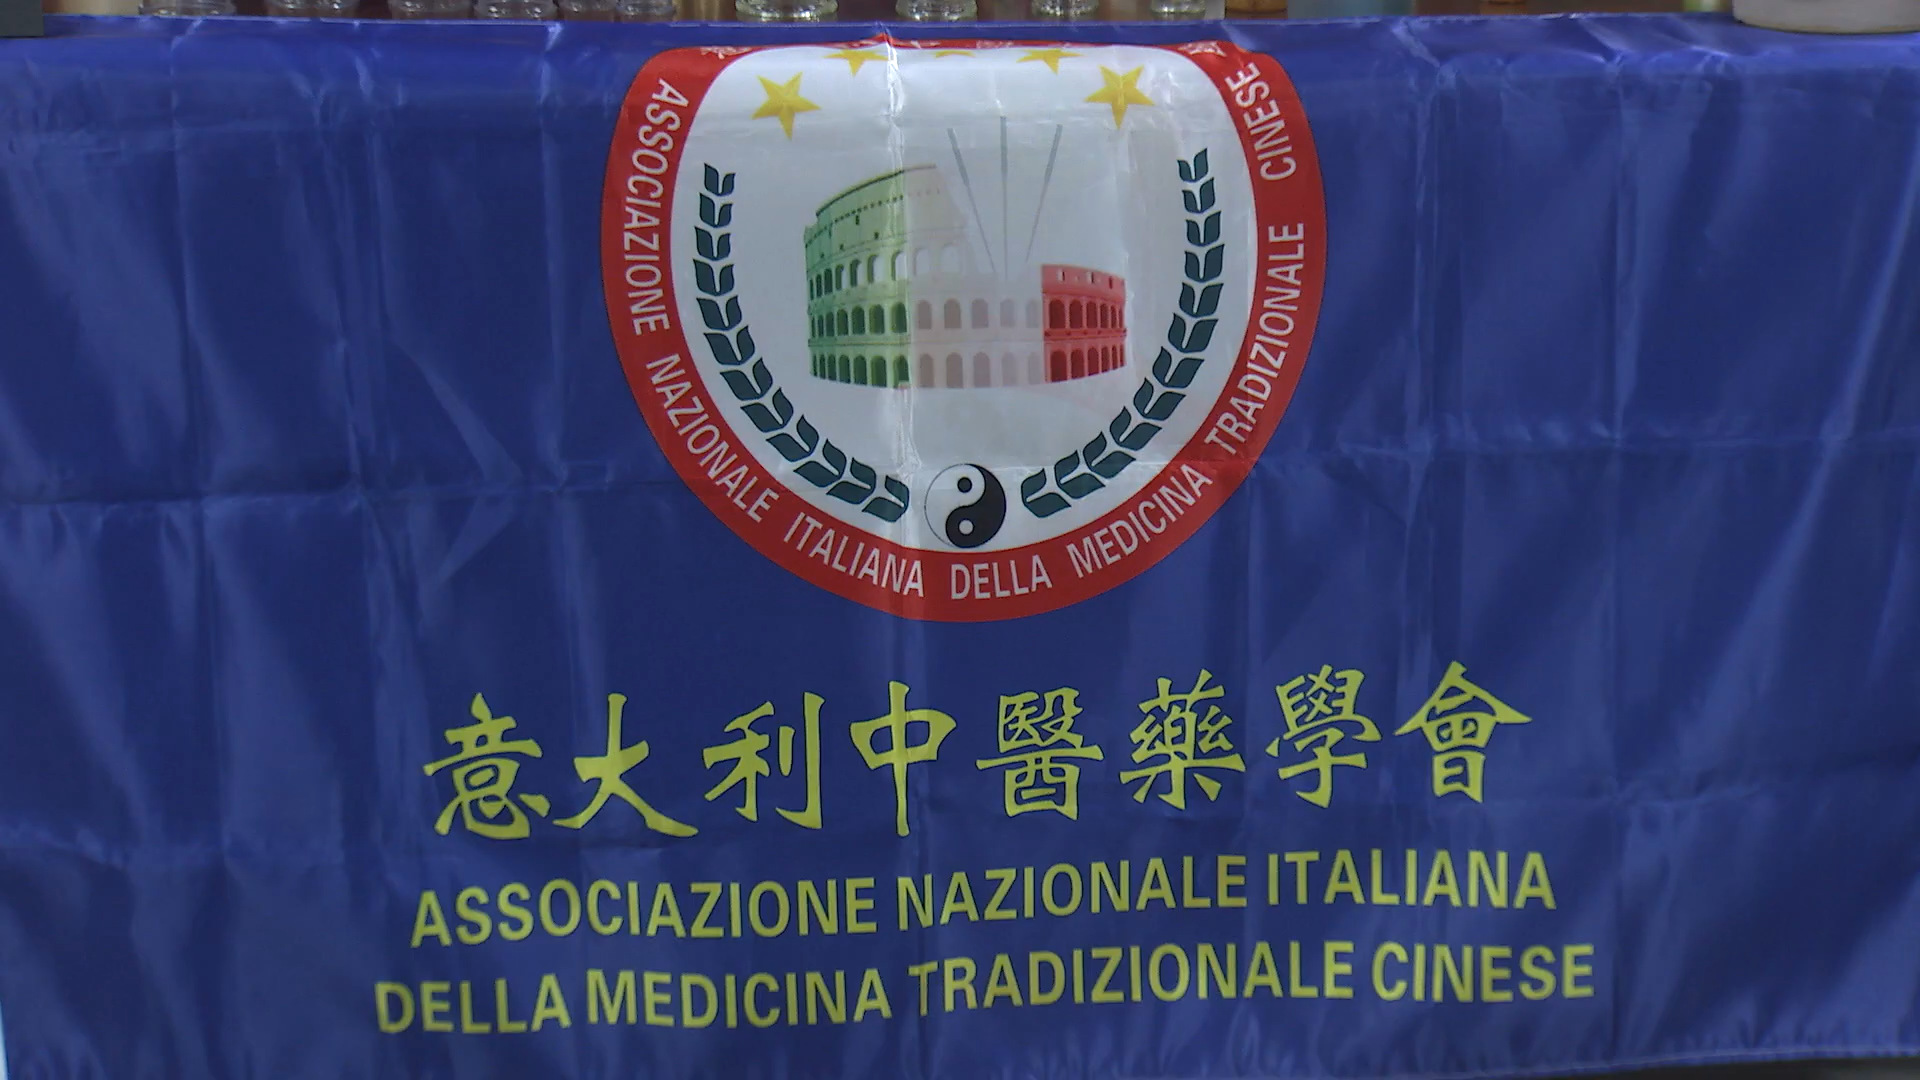 ASSOCIAZIONE NAZIONALE ITALIANA DELLA MEDICINA TRADIZIONALE CINESE
意大利中醫藥學會
ASSOCIAZIONE NAZIONALE ITALIANA
DELLA MEDICINA TRADIZIONALE CINESE